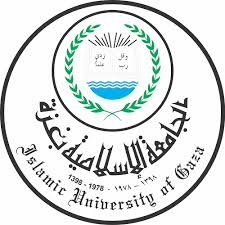 وقل
رب
زدني
علما
الجامعة الإسلامية بغزة
1398 - 1978 - ١٩٧٨ - ١٣٩٨
Islamic University of Gaza